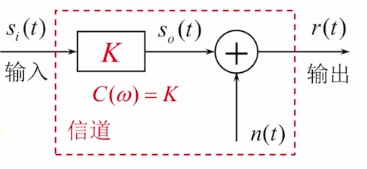 s_i(t) K s_o(t) r(t)
输入 输出
C(ω) = K
信道 n(t)